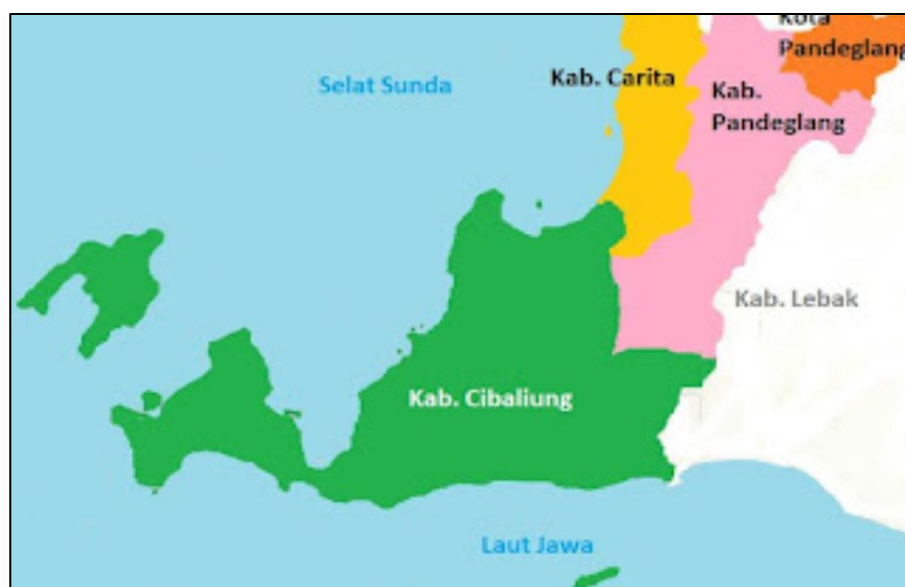 Kota
Pandeglang
Selat Sunda
Kab. Carita
Kab.
Pandeglang
Kab. Lebak
Kab. Cibaliung
Laut Jawa